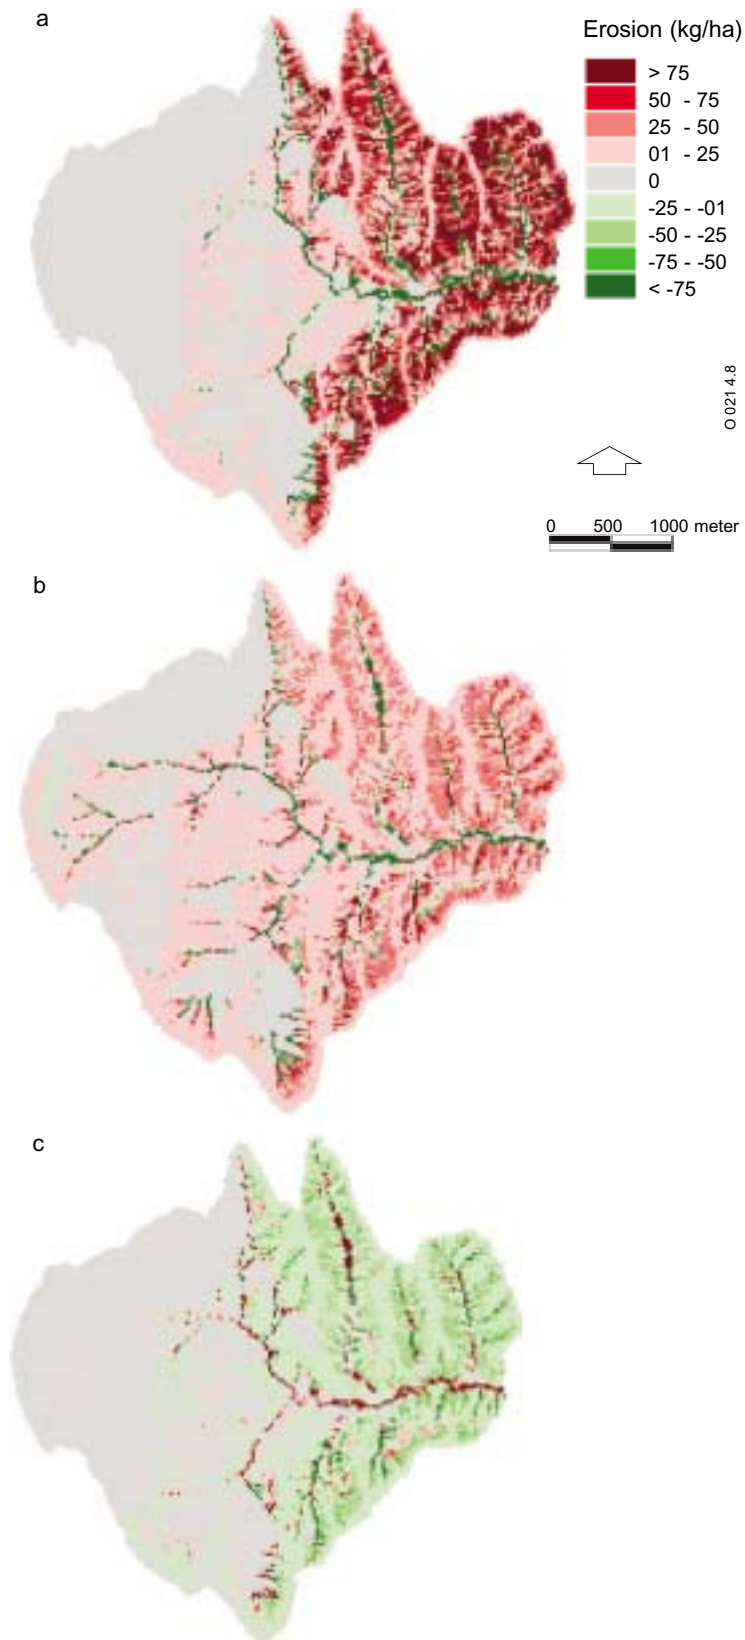 a
Erosion (kg/ha)
> 75
50 - 75
25 - 50
01 - 25
0
-25 - -01
-50 - -25
-75 - -50
< -75
O 021 4.8
0 500 1000 meter
b
c